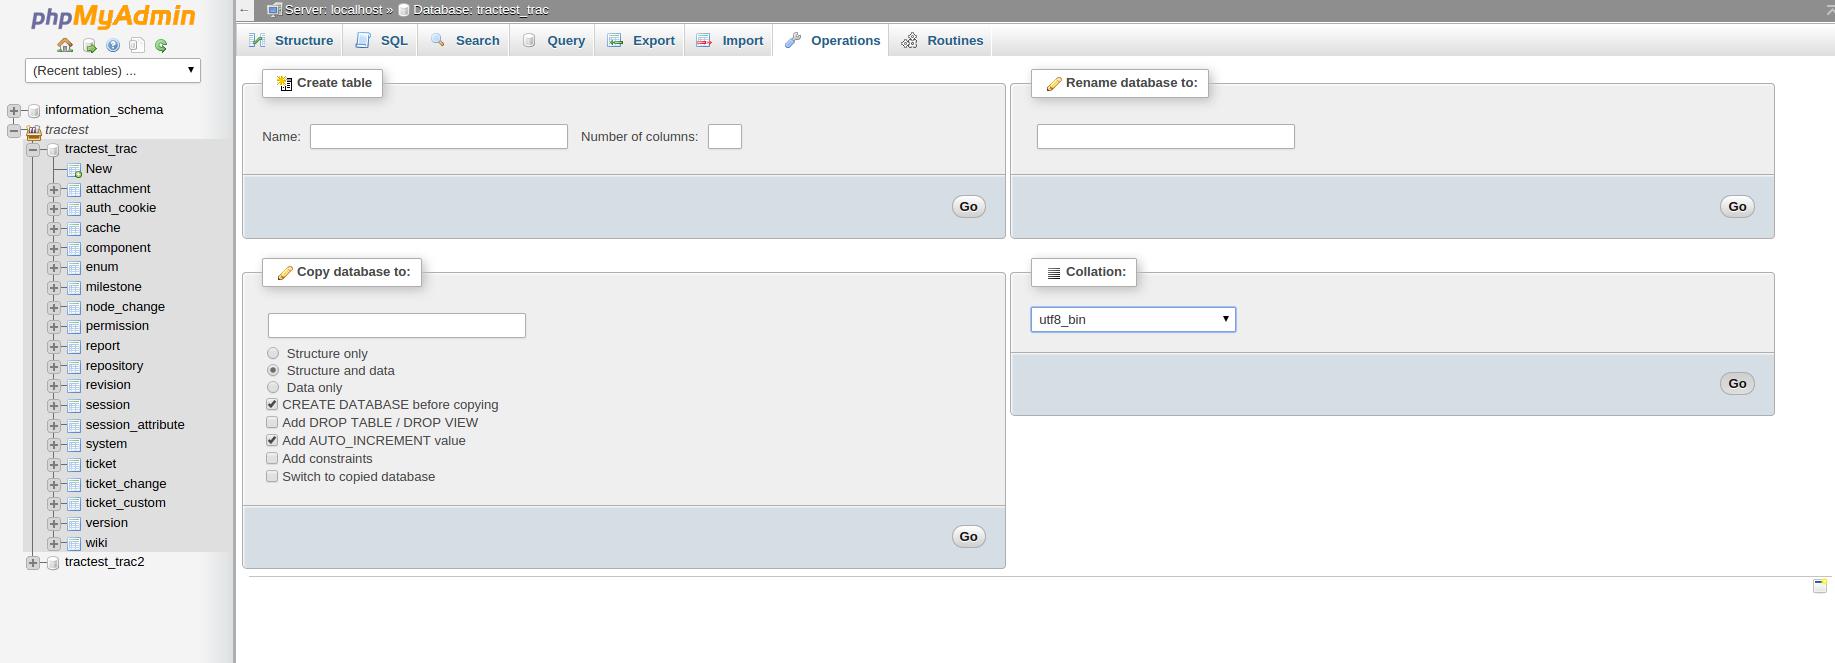 phpMyAdmin
(Recent tables) ...
information_schema
tractest
tractest_trac
New
attachment
auth_cookie
cache
component
enum
milestone
node_change
permission
report
repository
revision
session
session_attribute
system
ticket
ticket_change
ticket_custom
version
wiki
tractest_trac2
Server: localhost » Database: tractest_trac
Structure SQL Search Query Export Import Operations Routines
Create table
Name: Number of columns:
Go
Rename database to:
Go
Copy database to:
Structure only
Structure and data
Data only
CREATE DATABASE before copying
Add DROP TABLE / DROP VIEW
Add AUTO_INCREMENT value
Add constraints
Switch to copied database
Go
Collation:
utf8_bin
Go